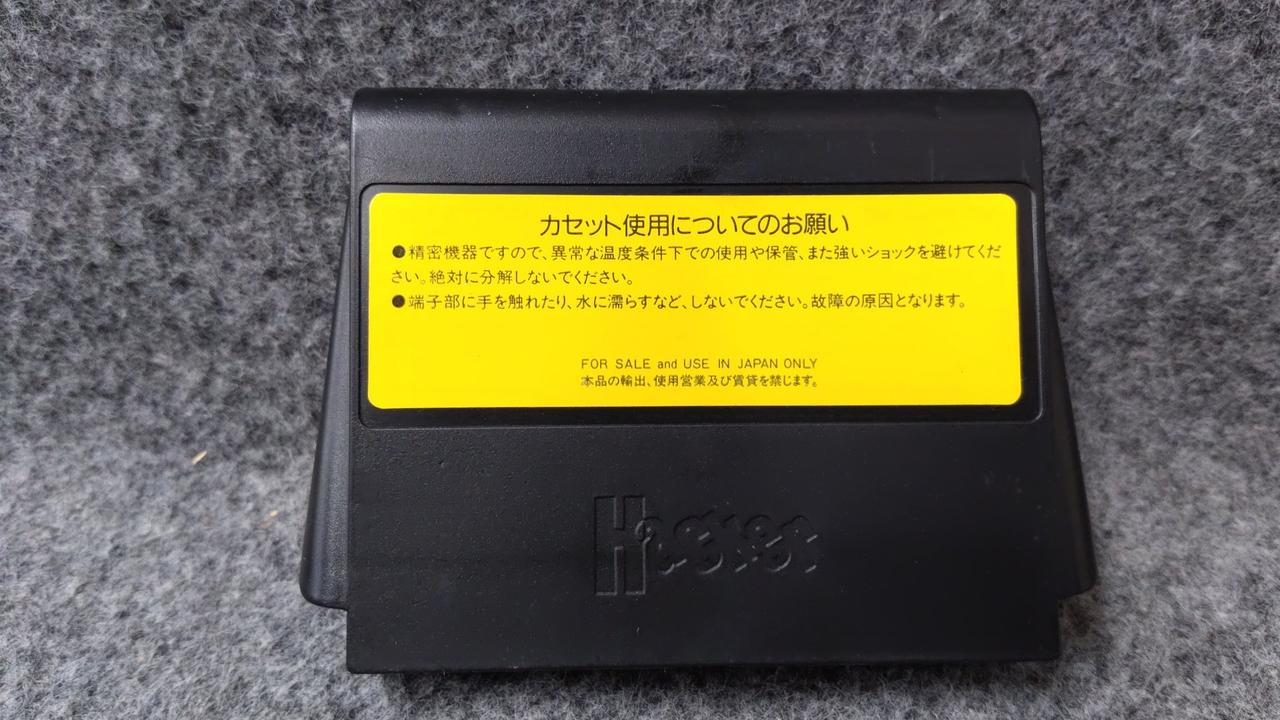 カセット使用についてのお願い
●精密機器ですので、異常な温度条件下での使用や保管、また強いショックを避けてくだ
さい。絶対に分解しないでください。
●端子部に手を触れたり、水に濡らすなど、しないでください。故障の原因となります。
FOR SALE and USE IN JAPAN ONLY
本品の輸出、使用営業及び賃貸を禁じます。